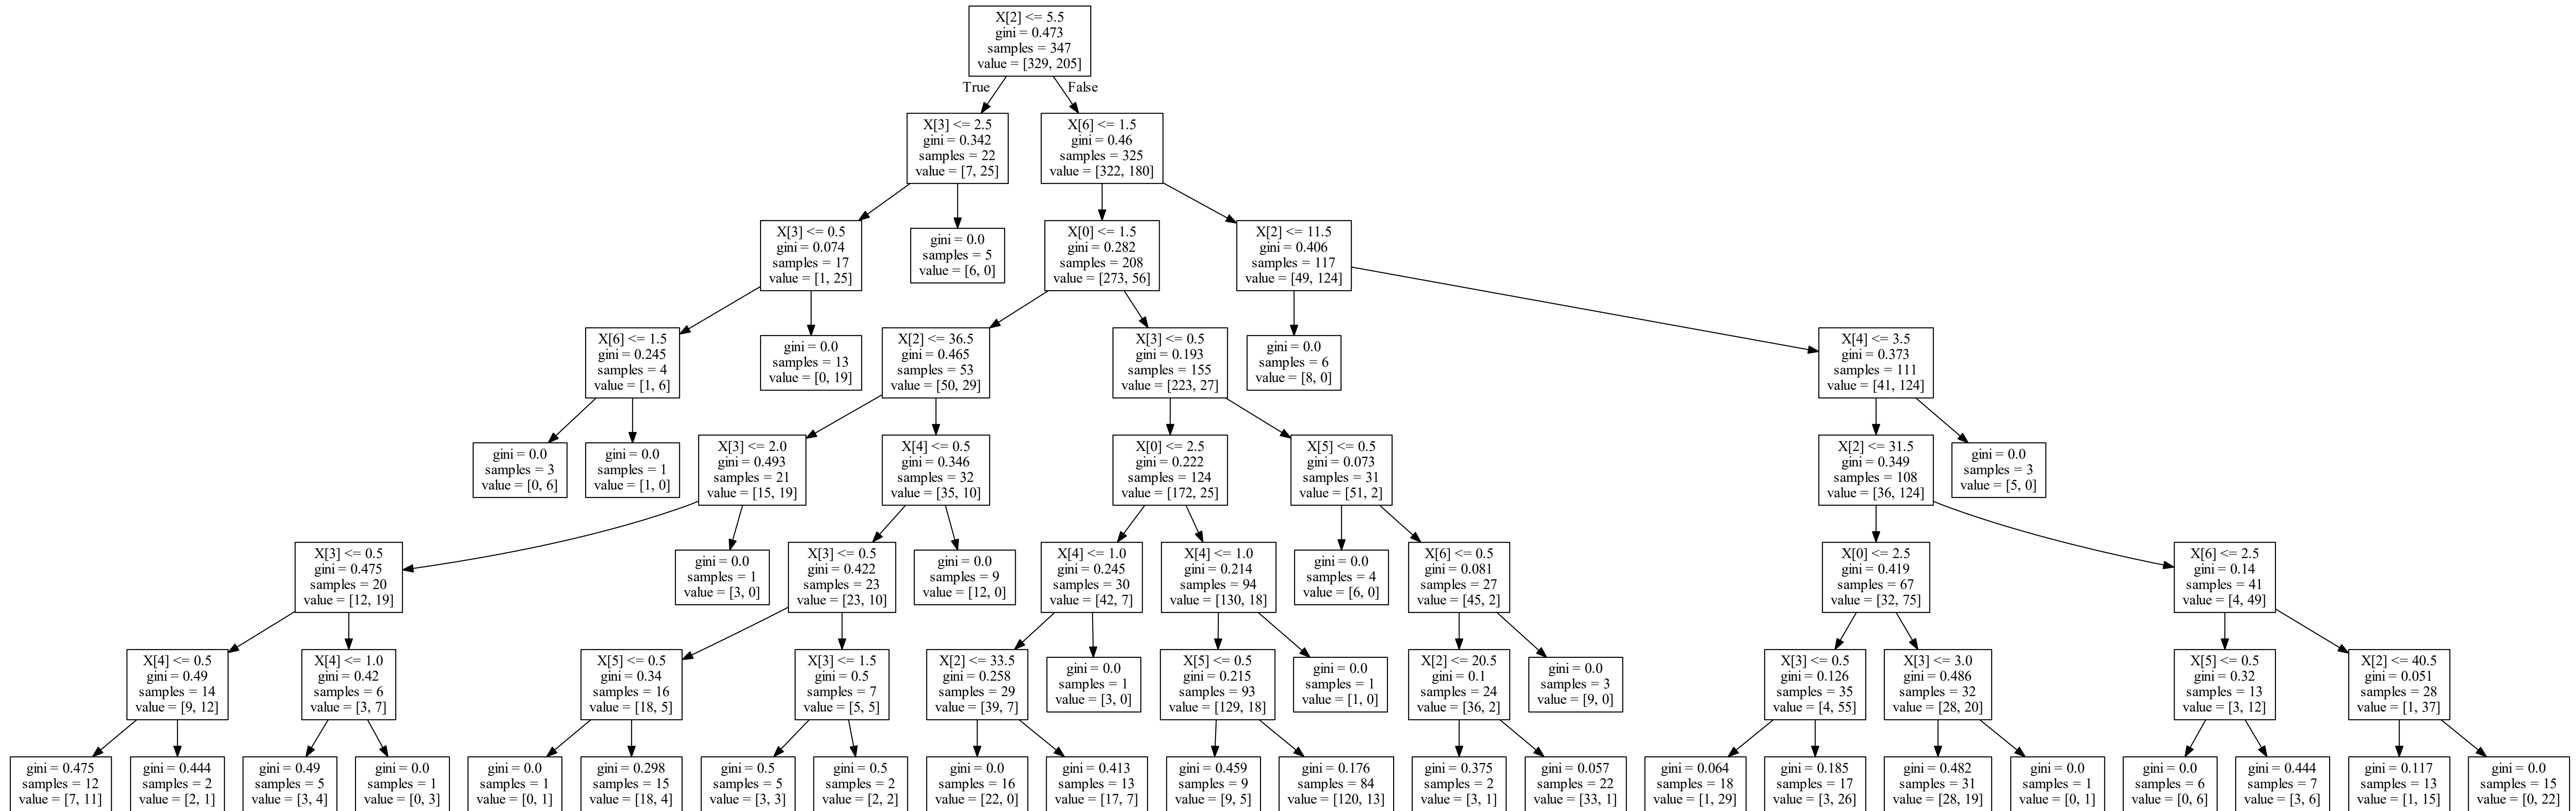 X[2] <= 5.5
gini = 0.473
samples = 347
value = [329, 205]
True
False
X[3] <= 2.5
gini = 0.342
samples = 22
value = [7, 25]
X[6] <= 1.5
gini = 0.46
samples = 325
value = [322, 180]
X[3] <= 0.5
gini = 0.074
samples = 17
value = [1, 25]
gini = 0.0
samples = 5
value = [6, 0]
X[0] <= 1.5
gini = 0.282
samples = 208
value = [273, 56]
X[2] <= 11.5
gini = 0.406
samples = 117
value = [49, 124]
X[6] <= 1.5
gini = 0.245
samples = 4
value = [1, 6]
gini = 0.0
samples = 13
value = [0, 19]
X[2] <= 36.5
gini = 0.465
samples = 53
value = [50, 29]
X[3] <= 0.5
gini = 0.193
samples = 155
value = [223, 27]
gini = 0.0
samples = 6
value = [8, 0]
X[4] <= 3.5
gini = 0.373
samples = 111
value = [41, 124]
gini = 0.0
samples = 3
value = [0, 6]
gini = 0.0
samples = 1
value = [1, 0]
X[3] <= 2.0
gini = 0.493
samples = 21
value = [15, 19]
X[4] <= 0.5
gini = 0.346
samples = 32
value = [35, 10]
X[0] <= 2.5
gini = 0.222
samples = 124
value = [172, 25]
X[5] <= 0.5
gini = 0.073
samples = 31
value = [51, 2]
X[2] <= 31.5
gini = 0.349
samples = 108
value = [36, 124]
gini = 0.0
samples = 3
value = [5, 0]
X[3] <= 0.5
gini = 0.475
samples = 20
value = [12, 19]
gini = 0.0
samples = 1
value = [3, 0]
X[3] <= 0.5
gini = 0.422
samples = 23
value = [23, 10]
gini = 0.0
samples = 9
value = [12, 0]
X[4] <= 1.0
gini = 0.245
samples = 30
value = [42, 7]
X[4] <= 1.0
gini = 0.214
samples = 94
value = [130, 18]
gini = 0.0
samples = 4
value = [6, 0]
X[6] <= 0.5
gini = 0.081
samples = 27
value = [45, 2]
X[0] <= 2.5
gini = 0.419
samples = 67
value = [32, 75]
X[6] <= 2.5
gini = 0.14
samples = 41
value = [4, 49]
X[4] <= 0.5
gini = 0.49
samples = 14
value = [9, 12]
X[4] <= 1.0
gini = 0.42
samples = 6
value = [3, 7]
X[5] <= 0.5
gini = 0.34
samples = 16
value = [18, 5]
X[3] <= 1.5
gini = 0.5
samples = 7
value = [5, 5]
X[2] <= 33.5
gini = 0.258
samples = 29
value = [39, 7]
gini = 0.0
samples = 1
value = [3, 0]
X[5] <= 0.5
gini = 0.215
samples = 93
value = [129, 18]
gini = 0.0
samples = 1
value = [1, 0]
X[2] <= 20.5
gini = 0.1
samples = 24
value = [36, 2]
gini = 0.0
samples = 3
value = [9, 0]
X[3] <= 0.5
gini = 0.126
samples = 35
value = [4, 55]
X[3] <= 3.0
gini = 0.486
samples = 32
value = [28, 20]
X[5] <= 0.5
gini = 0.32
samples = 13
value = [3, 12]
X[2] <= 40.5
gini = 0.051
samples = 28
value = [1, 37]
gini = 0.475
samples = 12
value = [7, 11]
gini = 0.444
samples = 2
value = [2, 1]
gini = 0.49
samples = 5
value = [3, 4]
gini = 0.0
samples = 1
value = [0, 3]
gini = 0.0
samples = 1
value = [0, 1]
gini = 0.298
samples = 15
value = [18, 4]
gini = 0.5
samples = 5
value = [3, 3]
gini = 0.5
samples = 2
value = [2, 2]
gini = 0.0
samples = 16
value = [22, 0]
gini = 0.413
samples = 13
value = [17, 7]
gini = 0.459
samples = 9
value = [9, 5]
gini = 0.176
samples = 84
value = [120, 13]
gini = 0.375
samples = 2
value = [3, 1]
gini = 0.057
samples = 22
value = [33, 1]
gini = 0.064
samples = 18
value = [1, 29]
gini = 0.185
samples = 17
value = [3, 26]
gini = 0.482
samples = 31
value = [28, 19]
gini = 0.0
samples = 1
value = [0, 1]
gini = 0.0
samples = 6
value = [0, 6]
gini = 0.444
samples = 7
value = [3, 6]
gini = 0.117
samples = 13
value = [1, 15]
gini = 0.0
samples = 15
value = [0, 22]